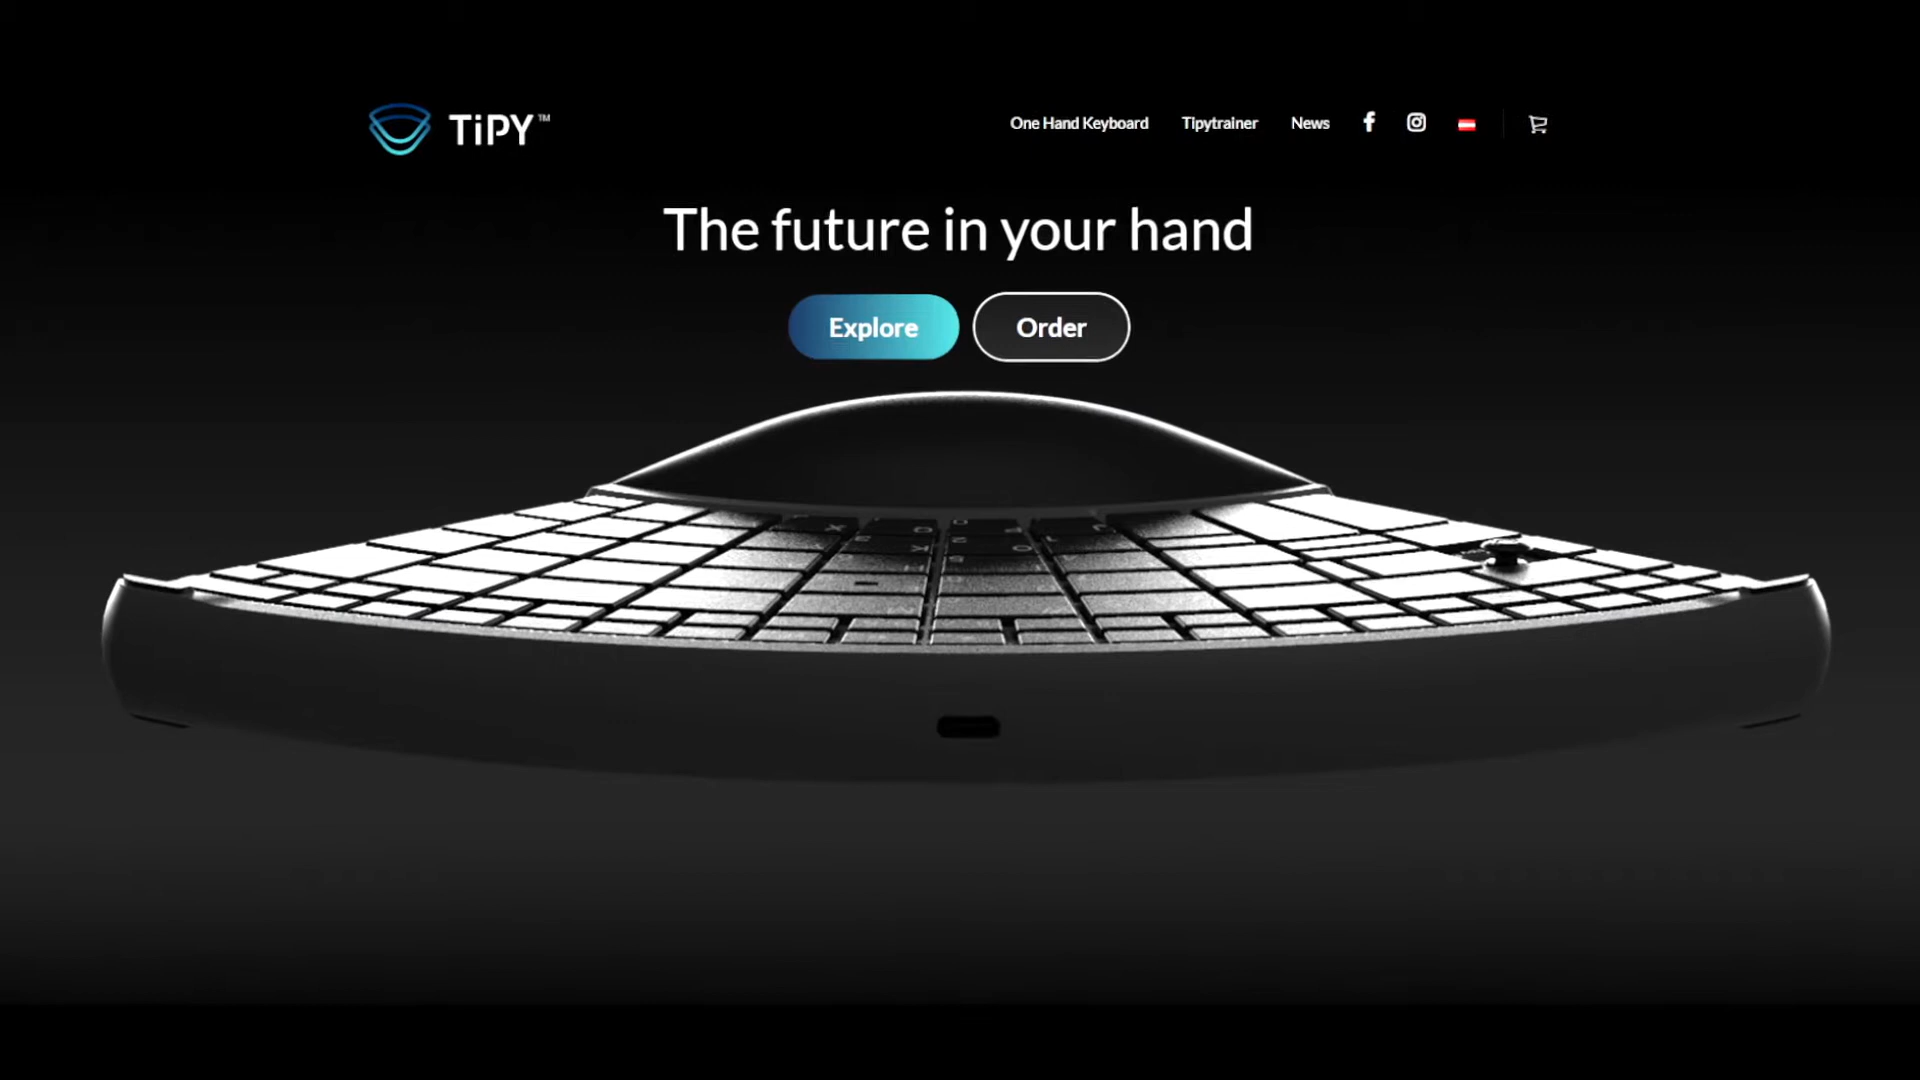 TiPY™
One Hand Keyboard Tipytrainer News
The future in your hand
Explore Order